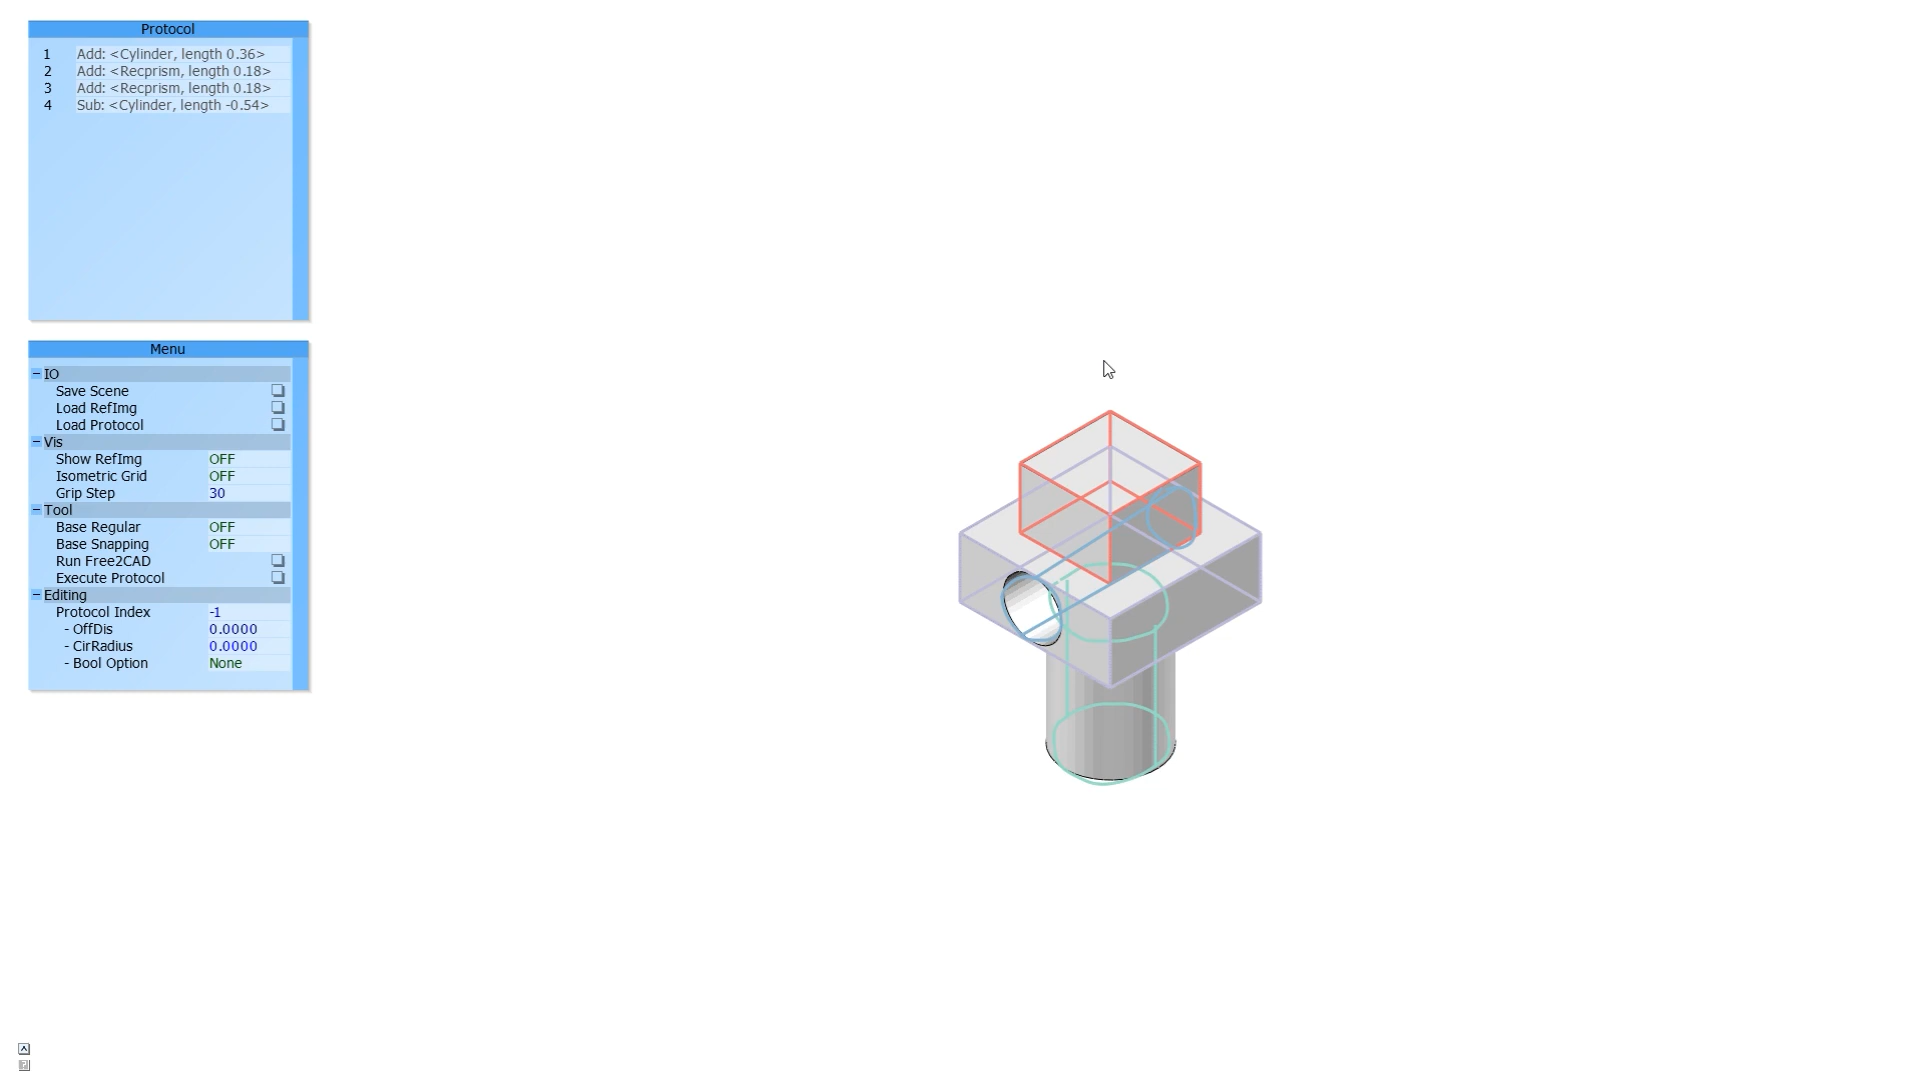 Protocol
1 Add: <Cylinder, length 0.36>
2 Add: <Recprism, length 0.18>
3 Add: <Recprism, length 0.18>
4 Sub: <Cylinder, length -0.54>
Menu
IO
Save Scene
Load RefImg
Load Protocol
Vis
Show RefImg OFF
Isometric Grid OFF
Grip Step 30
Tool
Base Regular OFF
Base Snapping OFF
Run Free2CAD
Execute Protocol
Editing
Protocol Index -1
- OffDis 0.0000
- CirRadius 0.0000
- Bool Option None
?